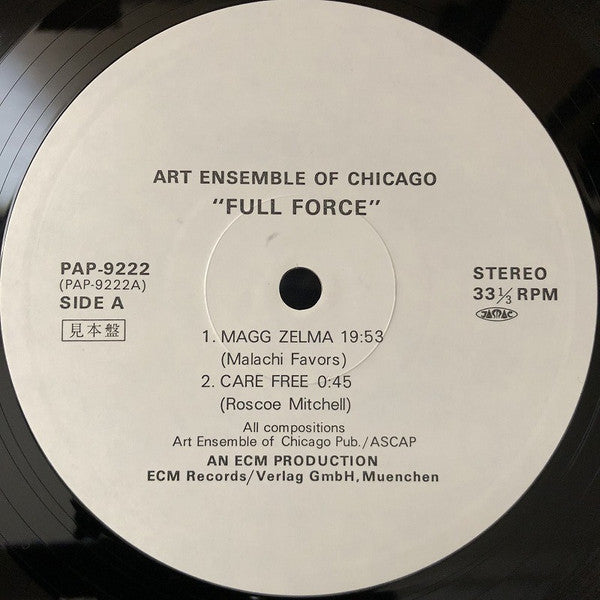 ART ENSEMBLE OF CHICAGO
"FULL FORCE"
PAP-9222
(PAP-9222A)
SIDE A
見本盤
STEREO
33⅓ RPM
JASRAC
1. MAGG ZELMA 19:53
(Malachi Favors)
2. CARE FREE 0:45
(Roscoe Mitchell)
All compositions
Art Ensemble of Chicago Pub./ASCAP
AN ECM PRODUCTION
ECM Records/Verlag GmbH, Muenchen